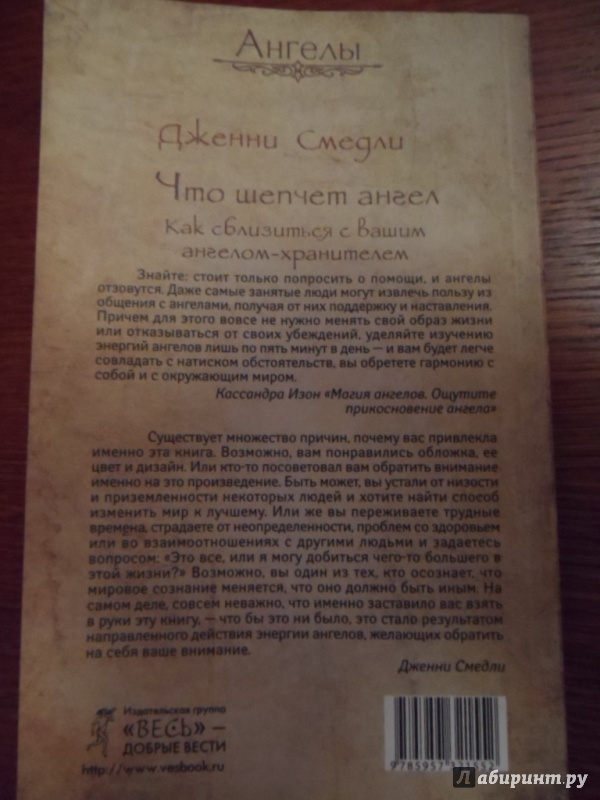 Ангелы
Дженни Смедли
Что шепчет ангел
Как сблизиться с вашим
ангелом-хранителем
Знайте: стоит только попросить о помощи, и ангелы
отзовутся. Даже самые занятые люди могут извлечь пользу из
общения с ангелами, получая от них поддержку и наставления.
Причем для этого вовсе не нужно менять свой образ жизни
или отказываться от своих убеждений, уделяйте изучению
энергий ангелов лишь по пять минут в день — и вам будет легче
совладать с натиском обстоятельств, вы обретете гармонию с
собой и с окружающим миром.
Кассандра Изон «Магия ангелов. Ощутите
прикосновение ангела»
Существует множество причин, почему вас привлекла
именно эта книга. Возможно, вам понравились обложка, ее
цвет и дизайн. Или кто-то посоветовал вам обратить внимание
именно на это произведение. Быть может, вы устали от низости
и приземленности некоторых людей и хотите найти способ
изменить мир к лучшему. Или же вы переживаете трудные
времена, страдаете от неопределенности, проблем со здоровьем
или во взаимоотношениях с другими людьми и задаетесь
вопросом: «Это все, или я могу добиться чего-то большего в
этой жизни?» Возможно, вы один из тех, кто осознает, что
мировое сознание меняется, что оно должно быть иным. На
самом деле, совсем неважно, что именно заставило вас взять
в руки эту книгу, — что бы это ни было, это стало результатом
направленного действия энергии ангелов, желающих обратить
на себя ваше внимание.
Дженни Смедли
Издательская группа
«ВЕСЬ» —
ДОБРЫЕ ВЕСТИ
http://www.vesbook.ru
Лабиринт.ру